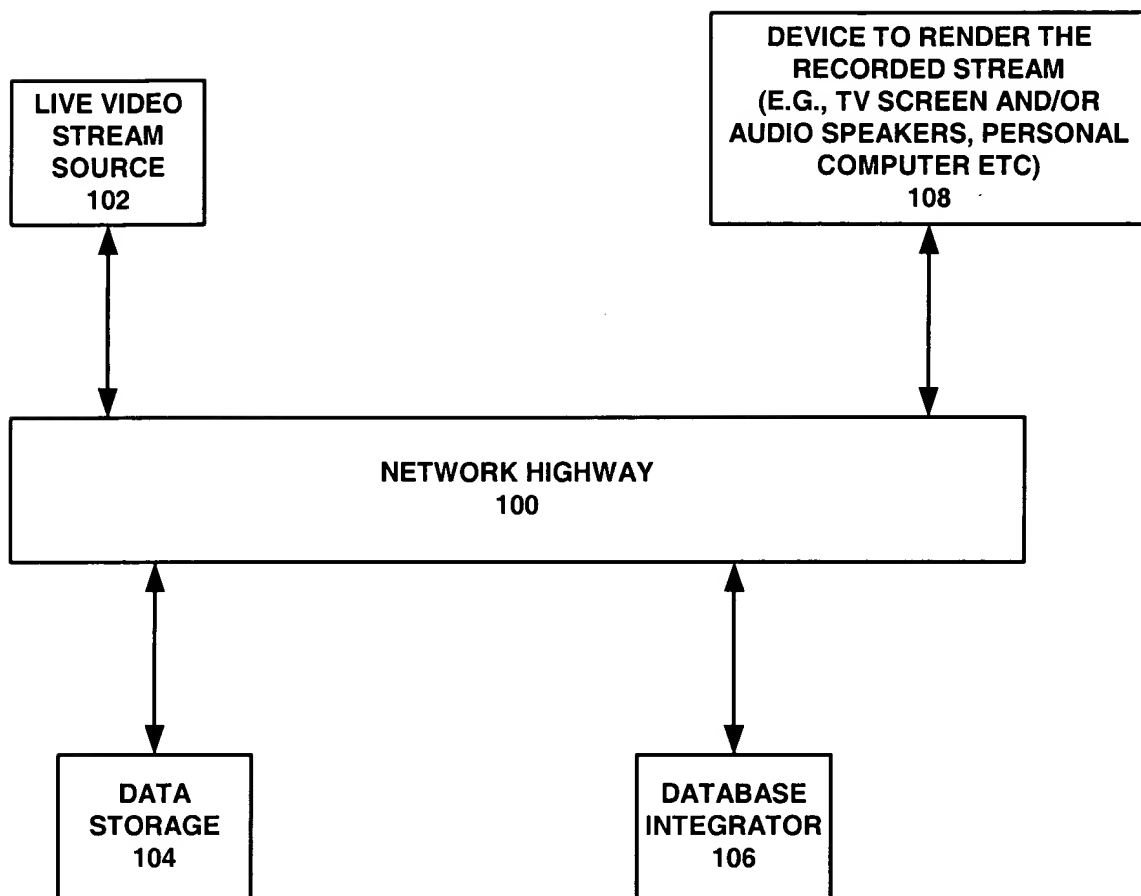 LIVE VIDEO
STREAM
SOURCE
102
DEVICE TO RENDER THE
RECORDED STREAM
(E.G., TV SCREEN AND/OR
AUDIO SPEAKERS, PERSONAL
COMPUTER ETC)
108
NETWORK HIGHWAY
100
DATA
STORAGE
104
DATABASE
INTEGRATOR
106